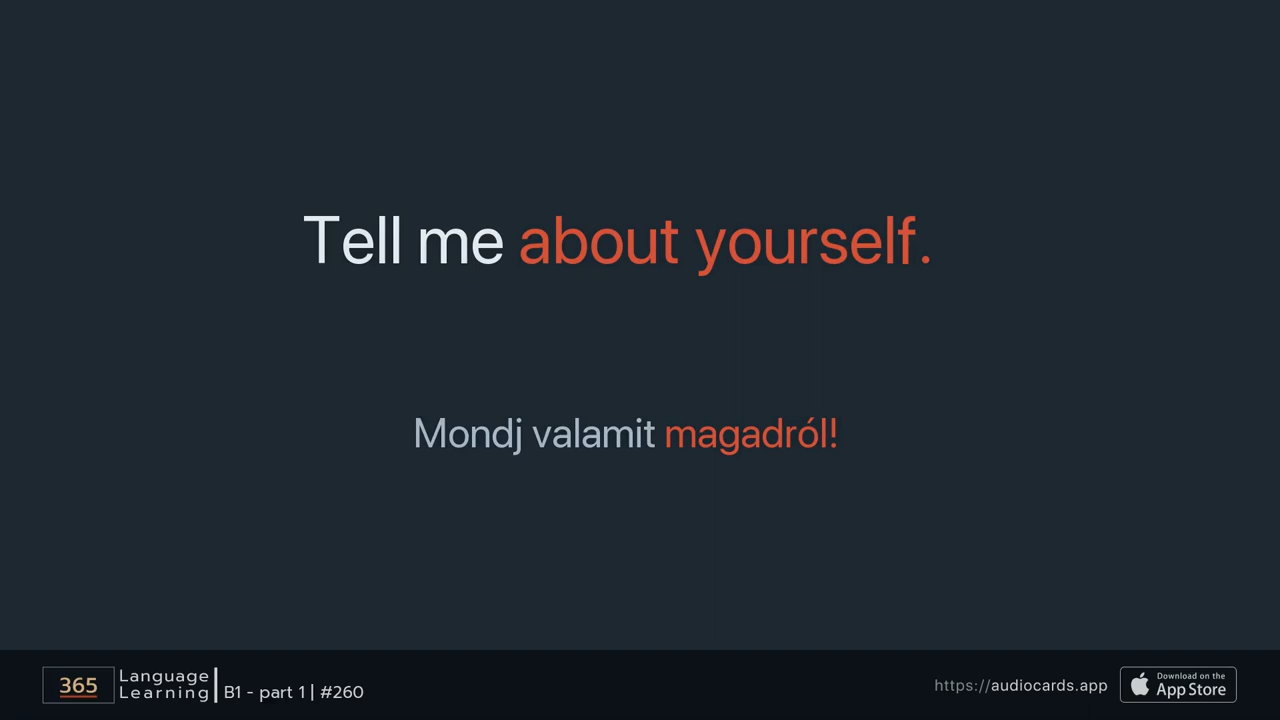 Tell me about yourself.
Mondj valamit magadról!
365 Language Learning | B1 - part 1 | #260
https://audiocards.app
Download on the
App Store